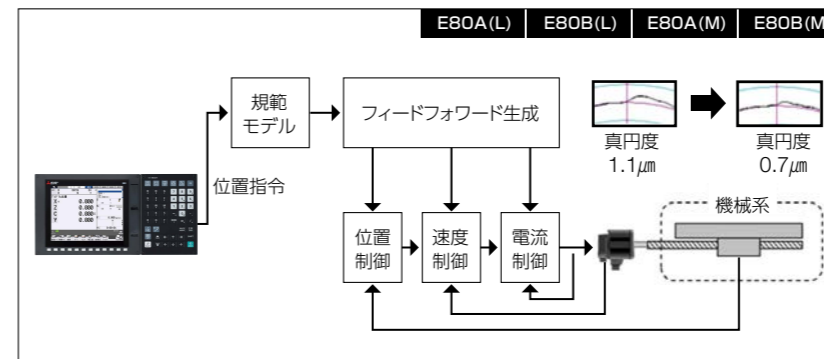 E80A(L) E80B(L) E80A(M) E80B(M
規範
モデル
フィードフォワード生成
真円度
1.1μm
真円度
0.7μm
位置指令
機械系
位置
制御
速度
制御
電流
制御